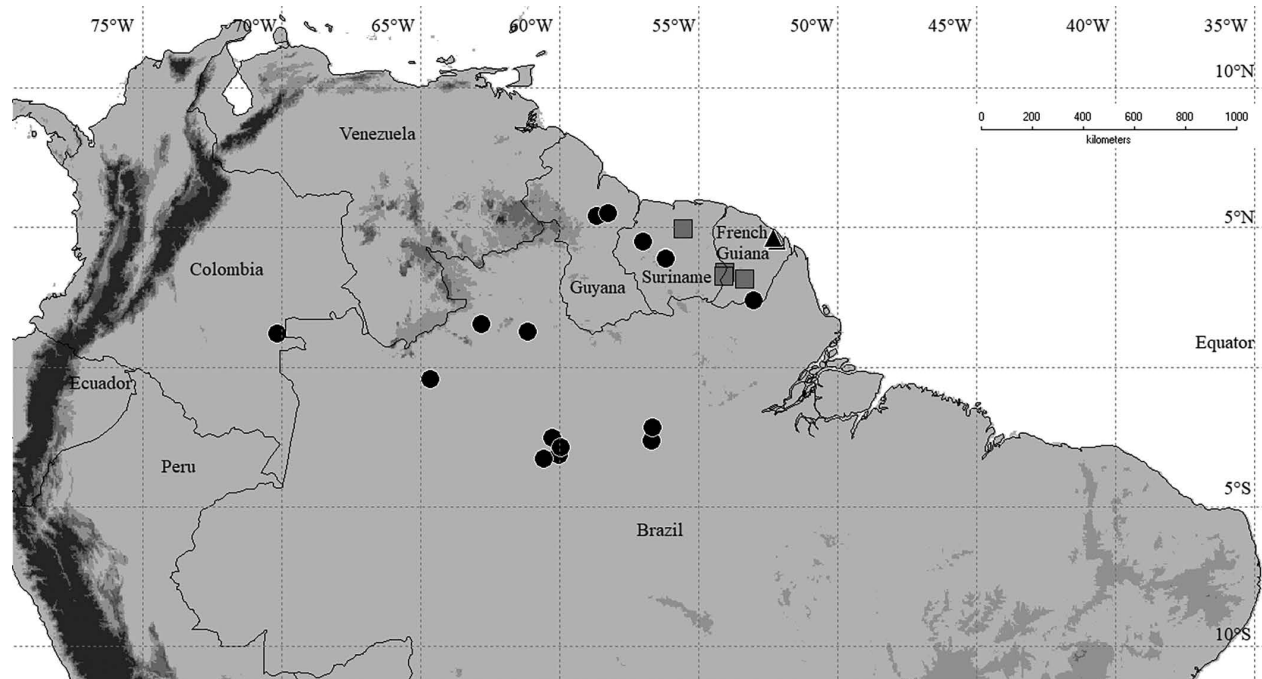 75°W 70°W 65°W 60°W 55°W 50°W 45°W 40°W 35°W
10°N
0 200 400 600 800 1000
kilometers
Venezuela
5°N
French
Guiana
Colombia
Suriname
Guyana
Equator
Ecuador
Peru
5°S
Brazil
10°S